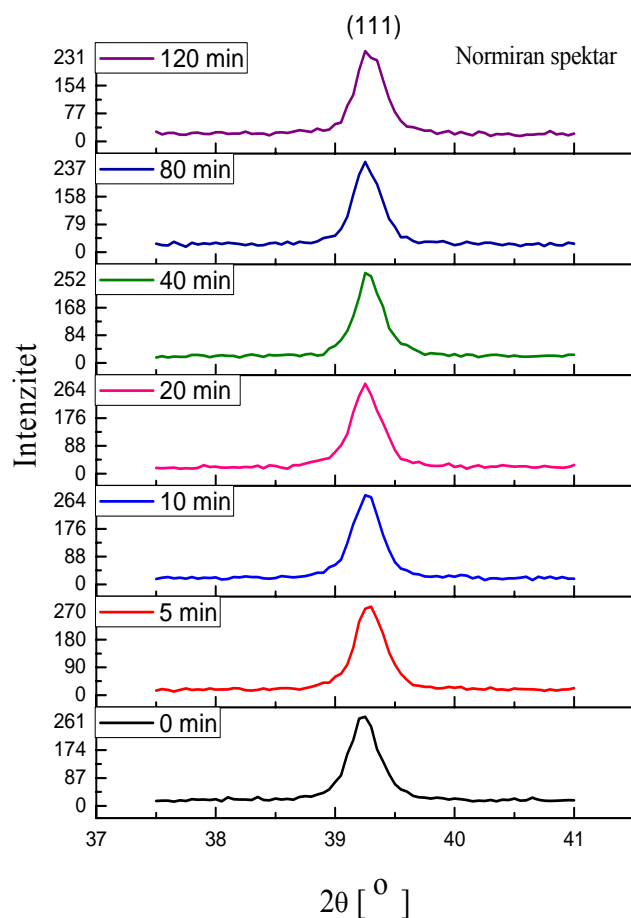 (111)
Normiran spektar
120 min
231
154
77
0
80 min
237
158
79
0
40 min
252
168
84
0
20 min
264
176
88
0
10 min
264
176
88
0
5 min
270
180
90
0
0 min
261
174
87
0
Intenzitet
37 38 39 40 41
2θ [ o ]